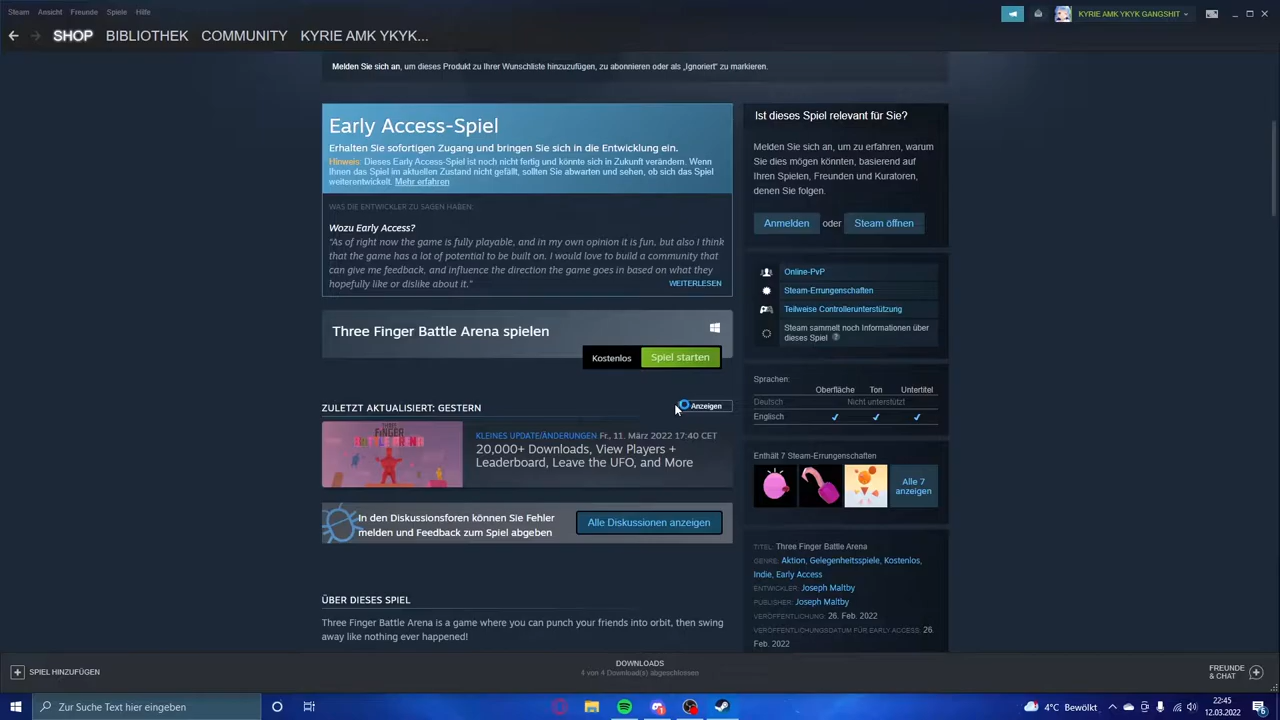 Steam Ansicht Freunde Spiele Hilfe
KYRIE AMK YKYK GANGSHIT
SHOP BIBLIOTHEK COMMUNITY KYRIE AMK YKYK...
Melden Sie sich an, um dieses Produkt zu Ihrer Wunschliste hinzuzufügen, zu abonnieren oder als „Ignoriert" zu markieren.
Early Access-Spiel
Erhalten Sie sofortigen Zugang und bringen Sie sich in die Entwicklung ein.
Hinweis: Dieses Early Access-Spiel ist noch nicht fertig und könnte sich in Zukunft verändern. Wenn
Ihnen das Spiel im aktuellen Zustand nicht gefällt, sollten Sie abwarten und sehen, ob sich das Spiel
weiterentwickelt. Mehr erfahren
WAS DIE ENTWICKLER ZU SAGEN HABEN:
Wozu Early Access?
"As of right now the game is fully playable, and in my own opinion it is fun, but also I think
that the game has a lot of potential to be built on. I would love to build a community that
can give me feedback, and influence the direction the game goes in based on what they
hopefully like or dislike about it."
WEITERLESEN
Three Finger Battle Arena spielen
Kostenlos Spiel starten
ZULETZT AKTUALISIERT: GESTERN
Anzeigen
THREE
FINGER
BATTLE ARENA
KLEINES UPDATE/ÄNDERUNGEN Fr., 11. März 2022 17:40 CET
20,000+ Downloads, View Players +
Leaderboard, Leave the UFO, and More
In den Diskussionsforen können Sie Fehler
melden und Feedback zum Spiel abgeben
Alle Diskussionen anzeigen
ÜBER DIESES SPIEL
Three Finger Battle Arena is a game where you can punch your friends into orbit, then swing
away like nothing ever happened!
Ist dieses Spiel relevant für Sie?
Melden Sie sich an, um zu erfahren, warum
Sie dies mögen könnten, basierend auf
Ihren Spielen, Freunden und Kuratoren,
denen Sie folgen.
Anmelden oder Steam öffnen
Online-PvP
Steam-Errungenschaften
Teilweise Controllerunterstützung
Steam sammelt noch Informationen über
dieses Spiel ?
Sprachen:
Oberfläche Ton Untertitel
Deutsch Nicht unterstützt
Englisch ✔ ✔ ✔
Enthält 7 Steam-Errungenschaften
Alle 7
anzeigen
TITEL: Three Finger Battle Arena
GENRE: Aktion, Gelegenheitsspiele, Kostenlos,
Indie, Early Access
ENTWICKLER: Joseph Maltby
PUBLISHER: Joseph Maltby
VERÖFFENTLICHUNG: 26. Feb. 2022
VERÖFFENTLICHUNGSDATUM FÜR EARLY ACCESS: 26.
Feb. 2022
SPIEL HINZUFÜGEN
DOWNLOADS
4 von 4 Download(s) abgeschlossen
FREUNDE
& CHAT
Zur Suche Text hier eingeben
4°C Bewölkt
22:45
12.03.2022
6